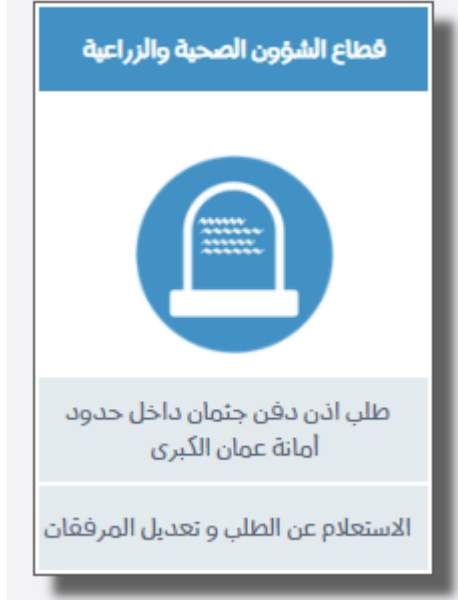 قطاع الشؤون الصحية والزراعية
طلب اذن دفن جثمان داخل حدود
أمانة عمان الكبرى
الاستعلام عن الطلب و تعديل المرفقات